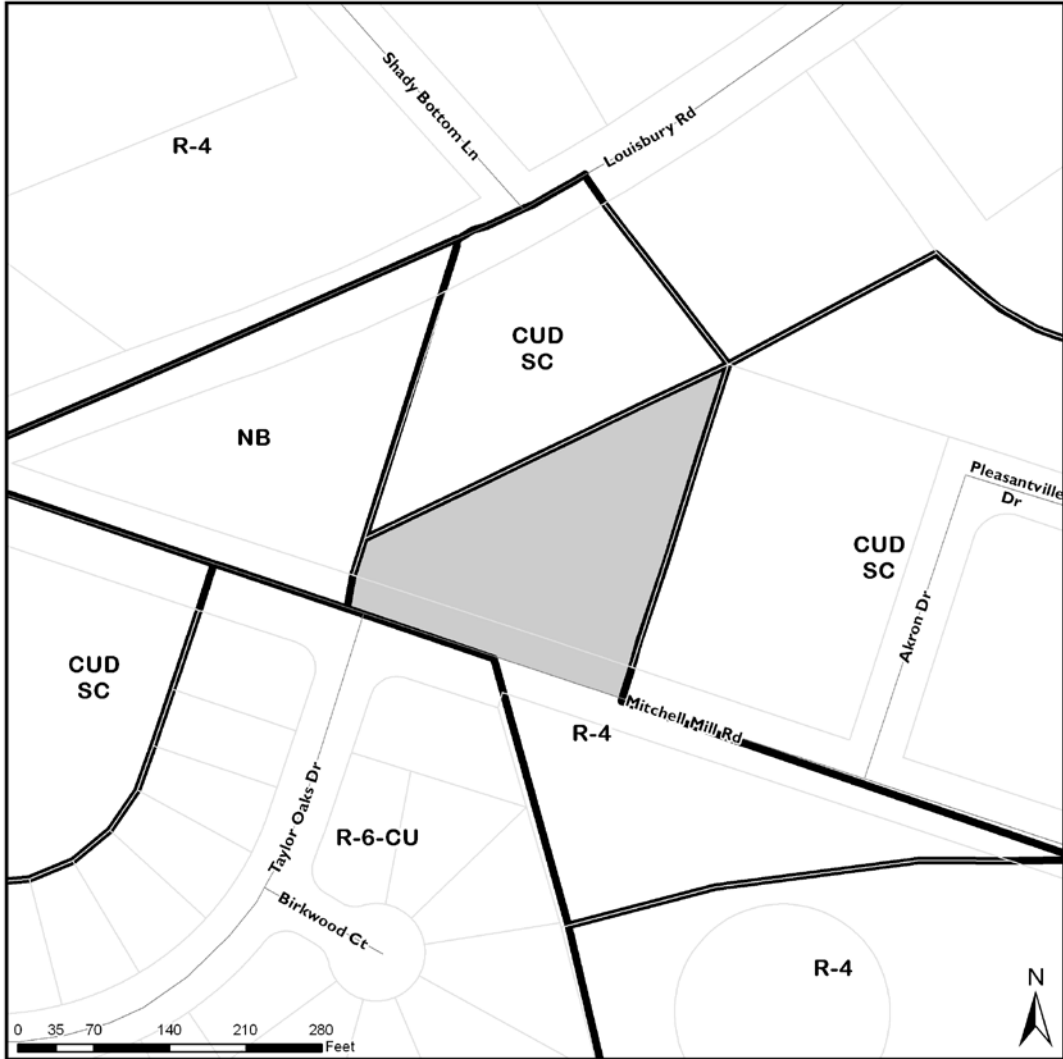 Shady Bottom Ln
Louisbury Rd
R-4
CUD
SC
NB
Pleasantville
Dr
CUD
SC
Akron Dr
CUD
SC
Mitchell Mill Rd
R-4
Taylor Oaks Dr
R-6-CU
Birkwood Ct
R-4
N
0 35 70 140 210 280
Feet